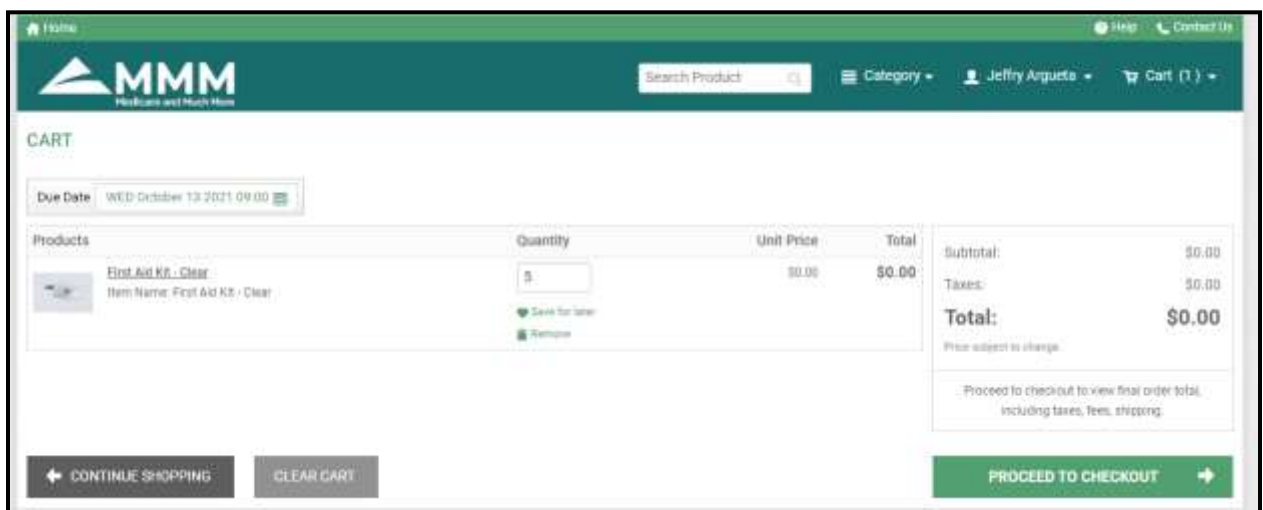 Home
Help Contact Us
MMM
Medicare and Much More
Search Product Category Jeffry Argueta Cart (1)
CART
Due Date WED October 13 2021 09:00
Products Quantity Unit Price Total
First Aid Kit - Clear 5 $0.00 $0.00
Item Name: First Aid Kit - Clear
Save for later
Remove
Subtotal: $0.00
Taxes: $0.00
Total: $0.00
Price subject to change.
Proceed to checkout to view final order total,
including taxes, fees, shipping.
CONTINUE SHOPPING CLEAR CART PROCEED TO CHECKOUT